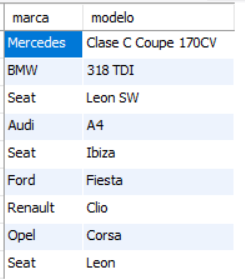 marca modelo
Mercedes Clase C Coupe 170CV
BMW 318 TDI
Seat Leon SW
Audi A4
Seat Ibiza
Ford Fiesta
Renault Clio
Opel Corsa
Seat Leon